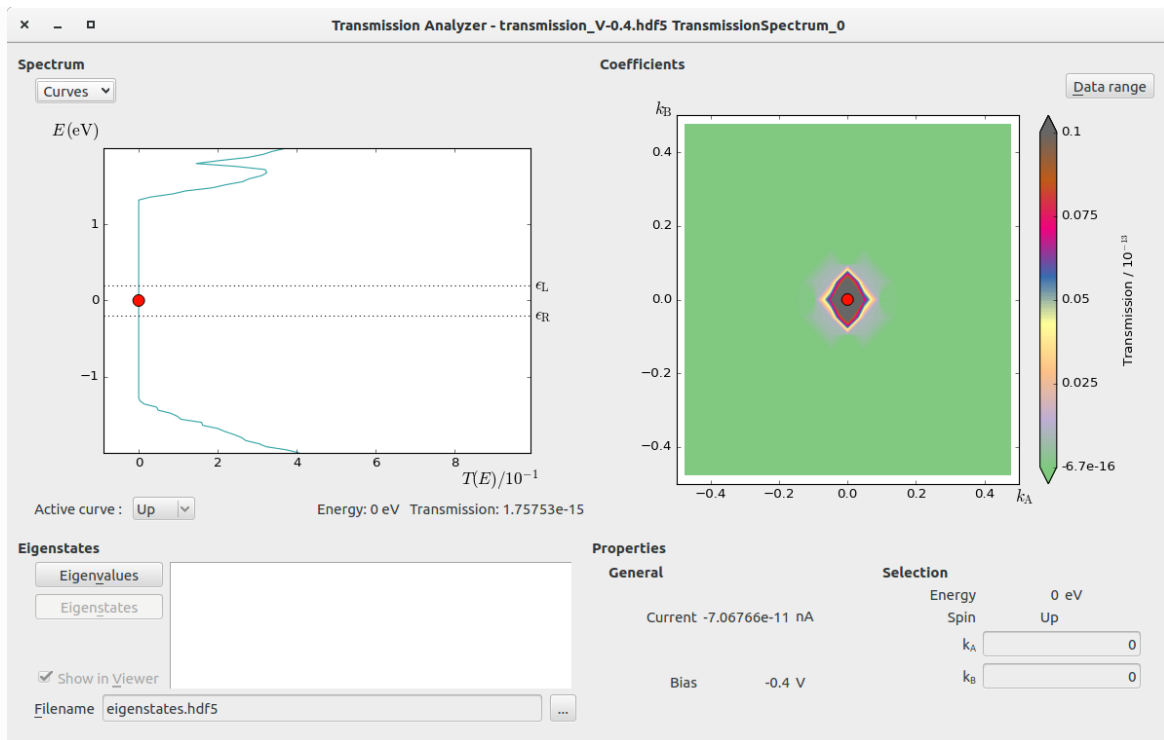 Transmission Analyzer - transmission_V-0.4.hdf5 TransmissionSpectrum_0
Spectrum
Curves
E(eV)
1
0
−1
ϵL
ϵR
0
2
4
6
8
T(E)/10⁻¹
Active curve : Up
Energy: 0 eV Transmission: 1.75753e-15
Coefficients
Data range
kB
0.4
0.2
0.0
−0.2
−0.4
−0.4
−0.2
0.0
0.2
0.4
kA
0.1
0.075
0.05
0.025
-6.7e-16
Transmission / 10⁻¹³
Eigenstates
Eigenvalues
Eigenstates
Show in Viewer
Filename eigenstates.hdf5 ...
Properties
General
Current -7.06766e-11 nA
Bias -0.4 V
Selection
Energy 0 eV
Spin Up
kA 0
kB 0